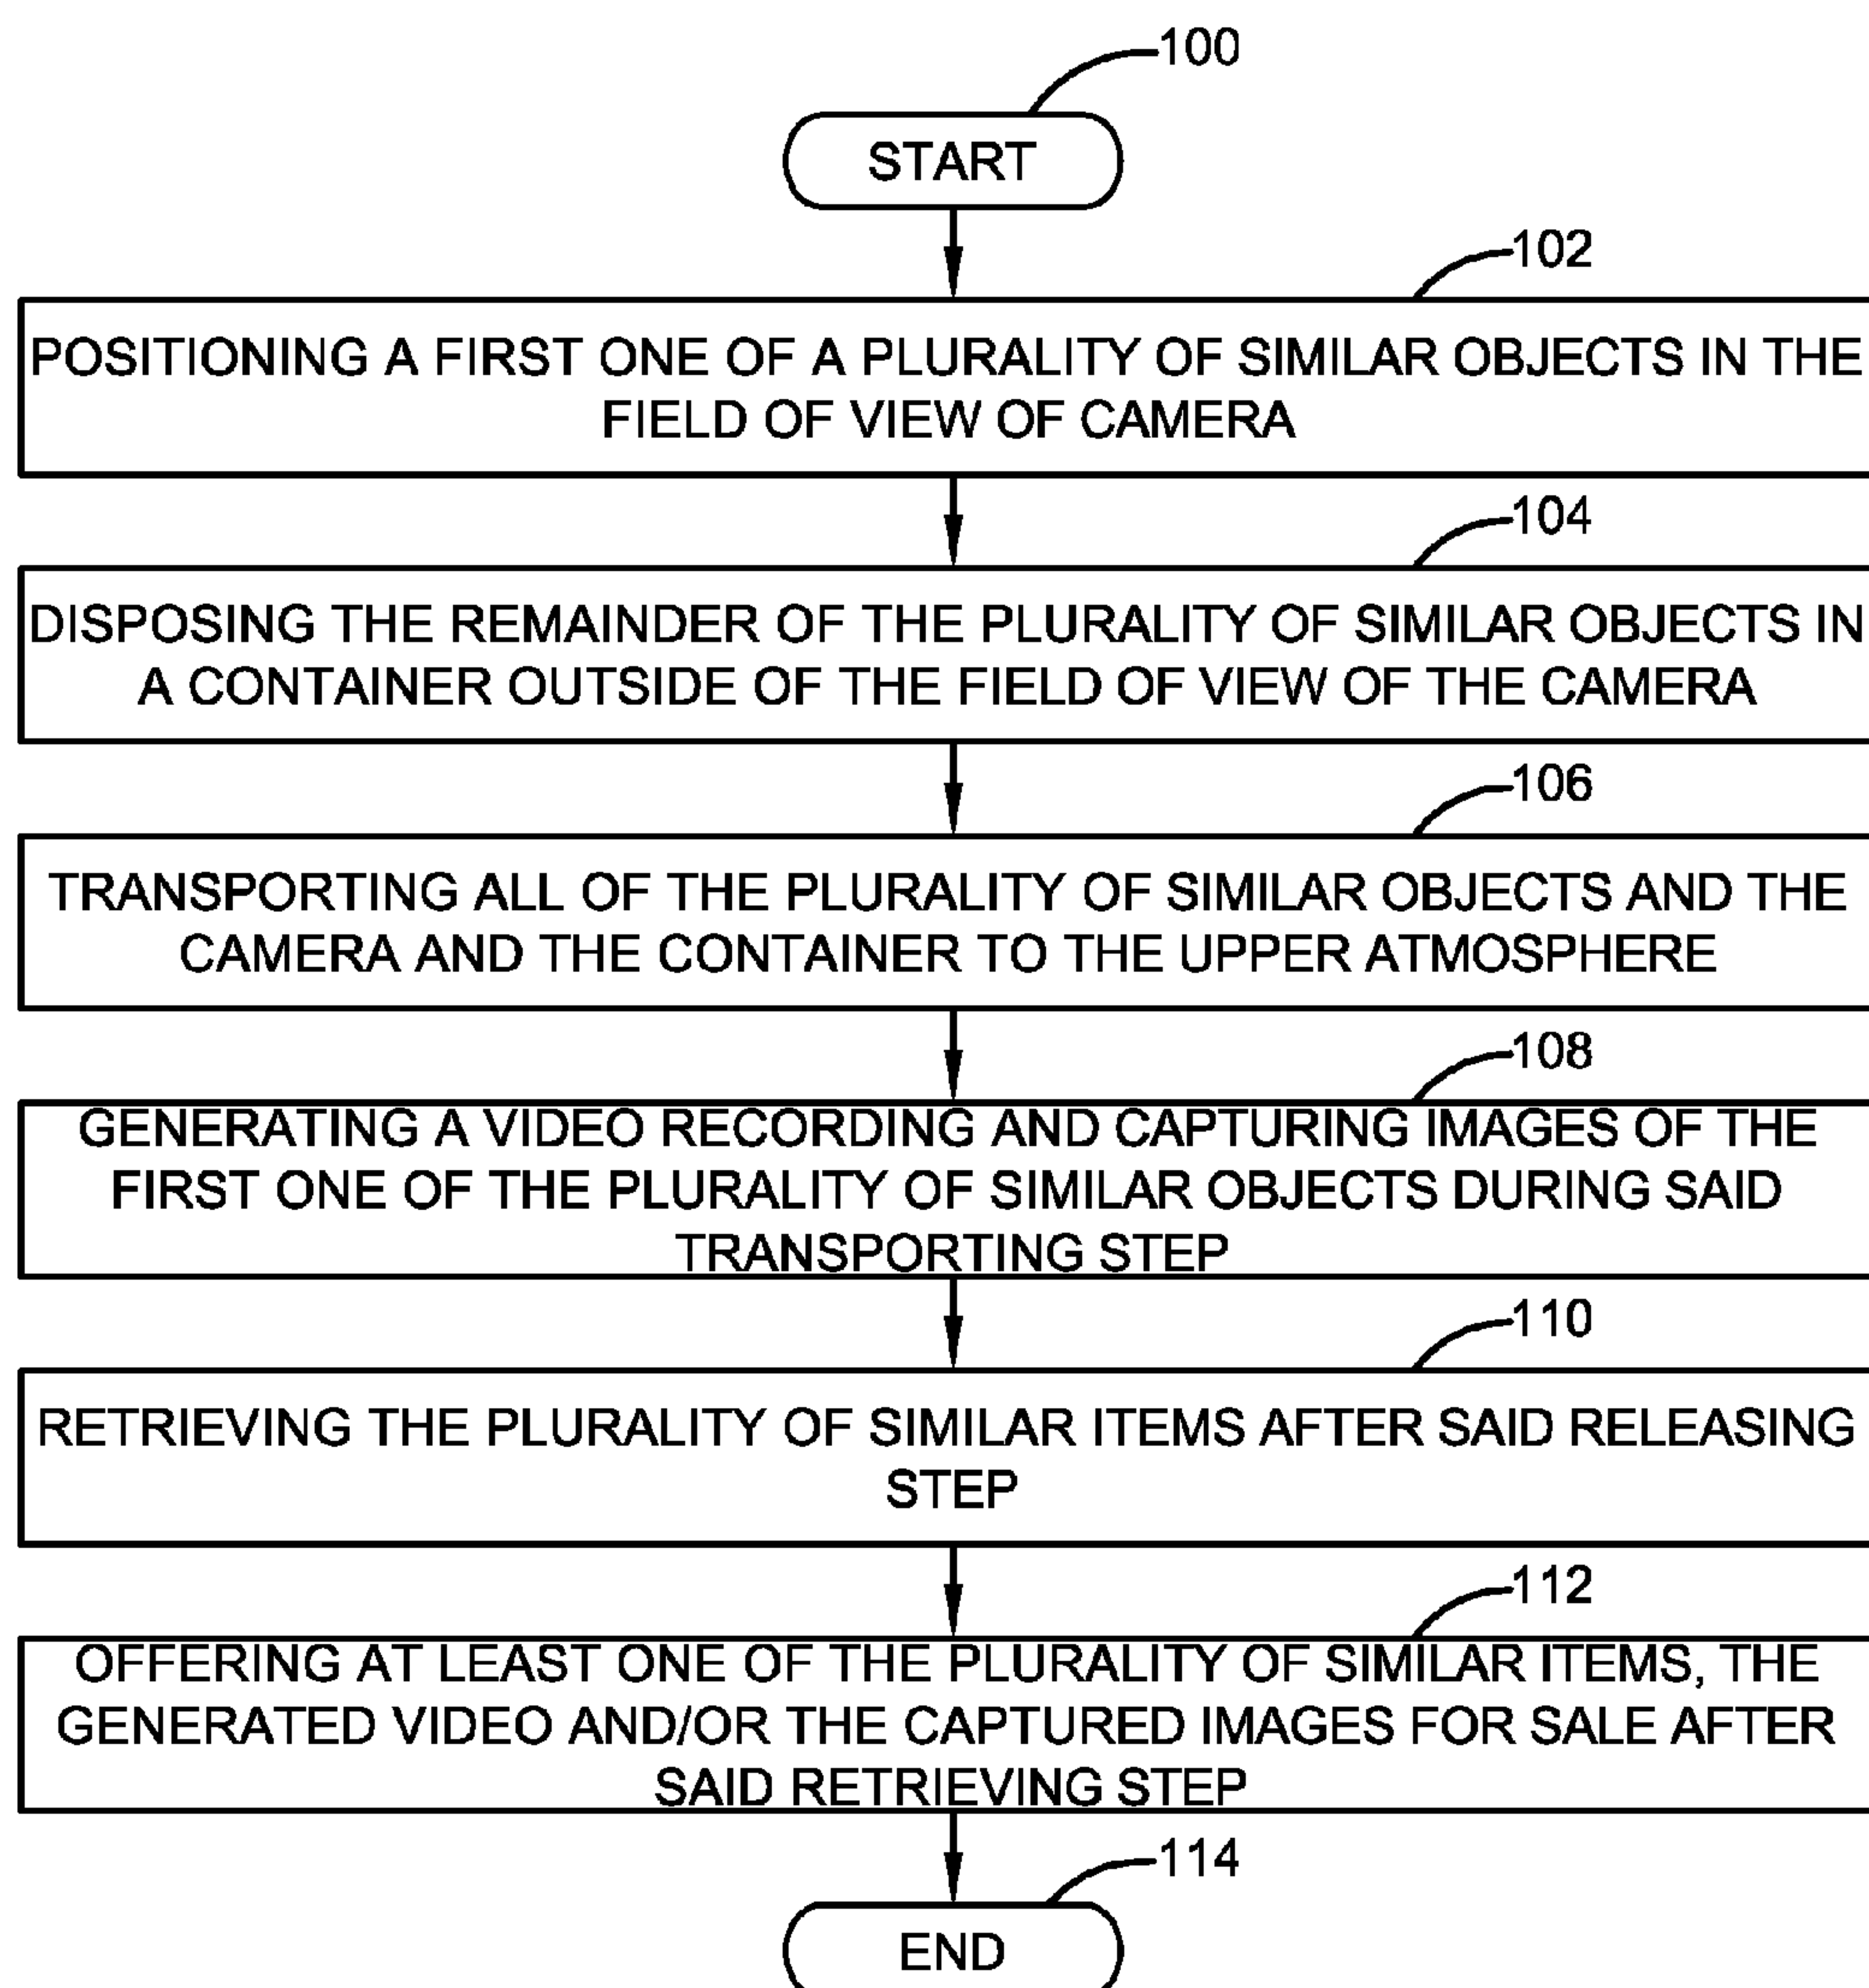 100
START
102
POSITIONING A FIRST ONE OF A PLURALITY OF SIMILAR OBJECTS IN THE
FIELD OF VIEW OF CAMERA
104
DISPOSING THE REMAINDER OF THE PLURALITY OF SIMILAR OBJECTS IN
A CONTAINER OUTSIDE OF THE FIELD OF VIEW OF THE CAMERA
106
TRANSPORTING ALL OF THE PLURALITY OF SIMILAR OBJECTS AND THE
CAMERA AND THE CONTAINER TO THE UPPER ATMOSPHERE
108
GENERATING A VIDEO RECORDING AND CAPTURING IMAGES OF THE
FIRST ONE OF THE PLURALITY OF SIMILAR OBJECTS DURING SAID
TRANSPORTING STEP
110
RETRIEVING THE PLURALITY OF SIMILAR ITEMS AFTER SAID RELEASING
STEP
112
OFFERING AT LEAST ONE OF THE PLURALITY OF SIMILAR ITEMS, THE
GENERATED VIDEO AND/OR THE CAPTURED IMAGES FOR SALE AFTER
SAID RETRIEVING STEP
114
END